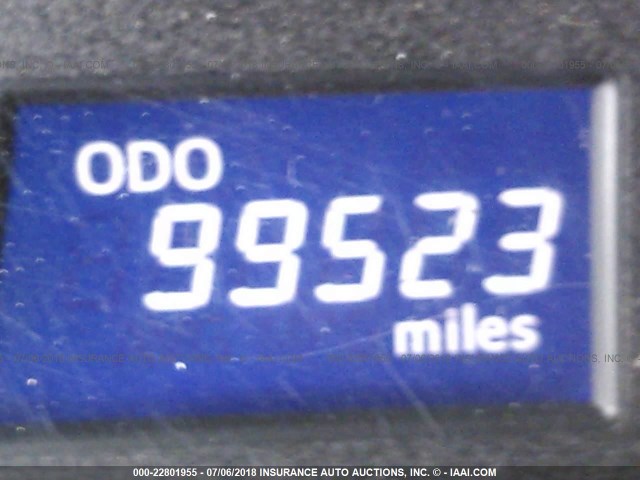 ODO
99523
miles
000-22801955 - 07/06/2018 INSURANCE AUTO AUCTIONS, INC. © - IAAI.COM